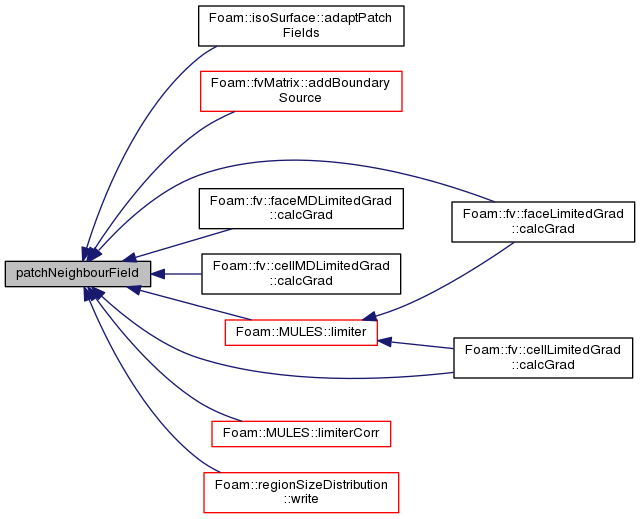 Foam::isoSurface::adaptPatch
Fields
Foam::fvMatrix::addBoundary
Source
Foam::fv::faceMDLimitedGrad
::calcGrad
Foam::fv::faceLimitedGrad
::calcGrad
patchNeighbourField
Foam::fv::cellMDLimitedGrad
::calcGrad
Foam::MULES::limiter
Foam::fv::cellLimitedGrad
::calcGrad
Foam::MULES::limiterCorr
Foam::regionSizeDistribution
::write